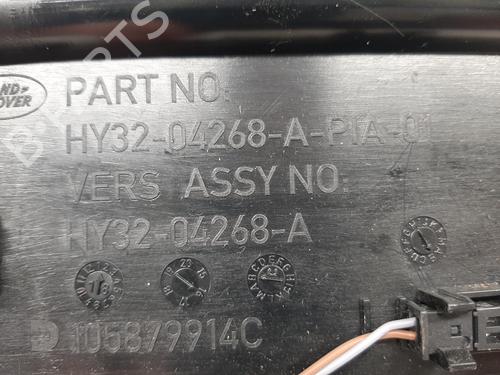 PART NO:
LAND-
ROVER
HY32-04268-A-PIA-01
VERS ASSY NO:
HY32-04268-A
105879914C